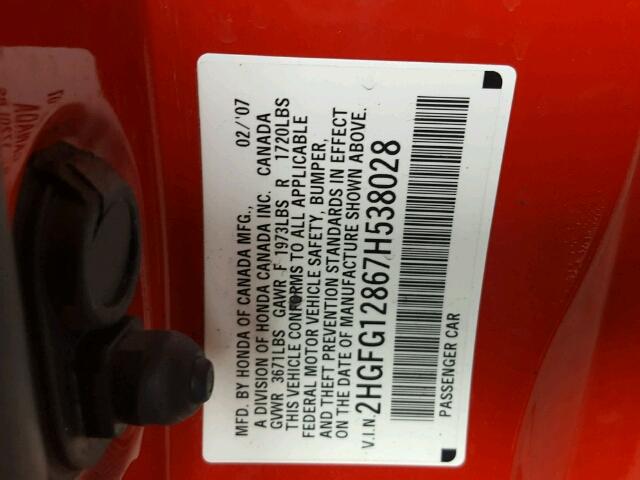 MFD. BY HONDA OF CANADA MFG., 02/'07
A DIVISION OF HONDA CANADA INC. CANADA
GVWR 3671LBS GAWR F 1973LBS R 1720LBS
THIS VEHICLE CONFORMS TO ALL APPLICABLE
FEDERAL MOTOR VEHICLE SAFETY, BUMPER,
AND THEFT PREVENTION STANDARDS IN EFFECT
ON THE DATE OF MANUFACTURE SHOWN ABOVE.
V.I.N. 2HGFG12867H538028
PASSENGER CAR